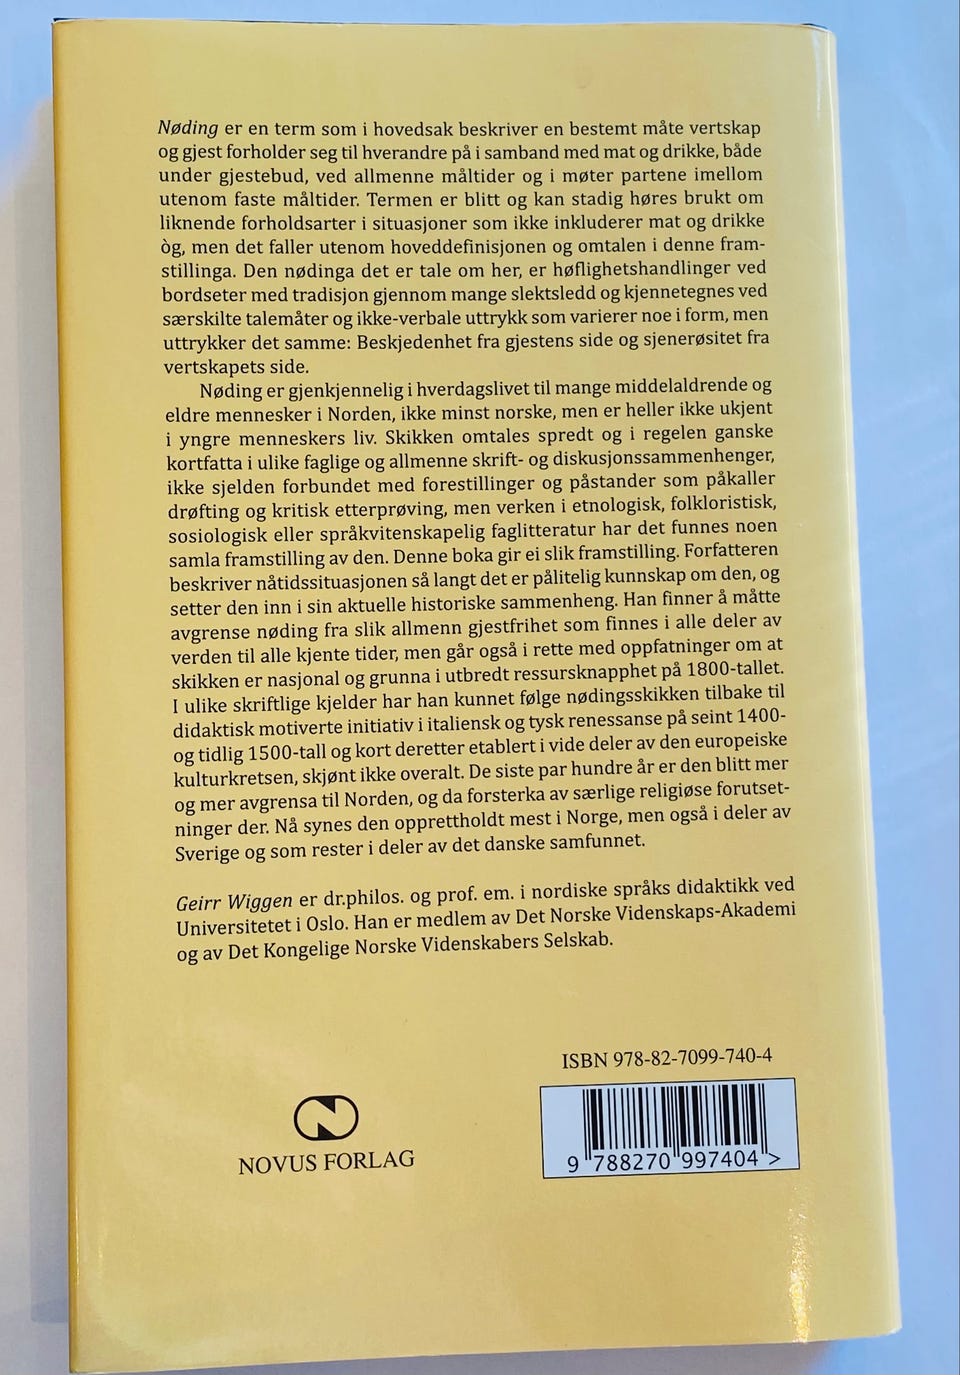 Nøding er en term som i hovedsak beskriver en bestemt måte vertskap
og gjest forholder seg til hverandre på i samband med mat og drikke, både
under gjestebud, ved allmenne måltider og i møter partene imellom
utenom faste måltider. Termen er blitt og kan stadig høres brukt om
liknende forholdsarter i situasjoner som ikke inkluderer mat og drikke
òg, men det faller utenom hoveddefinisjonen og omtalen i denne fram-
stillinga. Den nødinga det er tale om her, er høflighetshandlinger ved
bordseter med tradisjon gjennom mange slektsledd og kjennetegnes ved
særskilte talemåter og ikke-verbale uttrykk som varierer noe i form, men
uttrykker det samme: Beskjedenhet fra gjestens side og sjenerøsitet fra
vertskapets side.
Nøding er gjenkjennelig i hverdagslivet til mange middelaldrende og
eldre mennesker i Norden, ikke minst norske, men er heller ikke ukjent
i yngre menneskers liv. Skikken omtales spredt og i regelen ganske
kortfatta i ulike faglige og allmenne skrift- og diskusjonssammenhenger,
ikke sjelden forbundet med forestillinger og påstander som påkaller
drøfting og kritisk etterprøving, men verken i etnologisk, folkloristisk,
sosiologisk eller språkvitenskapelig faglitteratur har det funnes noen
samla framstilling av den. Denne boka gir ei slik framstilling. Forfatteren
beskriver nåtidssituasjonen så langt det er pålitelig kunnskap om den, og
setter den inn i sin aktuelle historiske sammenheng. Han finner å måtte
avgrense nøding fra slik allmenn gjestfrihet som finnes i alle deler av
verden til alle kjente tider, men går også i rette med oppfatninger om at
skikken er nasjonal og grunna i utbredt ressursknapphet på 1800-tallet.
I ulike skriftlige kjelder har han kunnet følge nødingsskikken tilbake til
didaktisk motiverte initiativ i italiensk og tysk renessanse på seint 1400-
og tidlig 1500-tall og kort deretter etablert i vide deler av den europeiske
kulturkretsen, skjønt ikke overalt. De siste par hundre år er den blitt mer
og mer avgrensa til Norden, og da forsterka av særlige religiøse forutset-
ninger der. Nå synes den opprettholdt mest i Norge, men også i deler av
Sverige og som rester i deler av det danske samfunnet.
Geirr Wiggen er dr.philos. og prof. em. i nordiske språks didaktikk ved
Universitetet i Oslo. Han er medlem av Det Norske Videnskaps-Akademi
og av Det Kongelige Norske Videnskabers Selskab.
ISBN 978-82-7099-740-4
9 788270 997404 >
NOVUS FORLAG